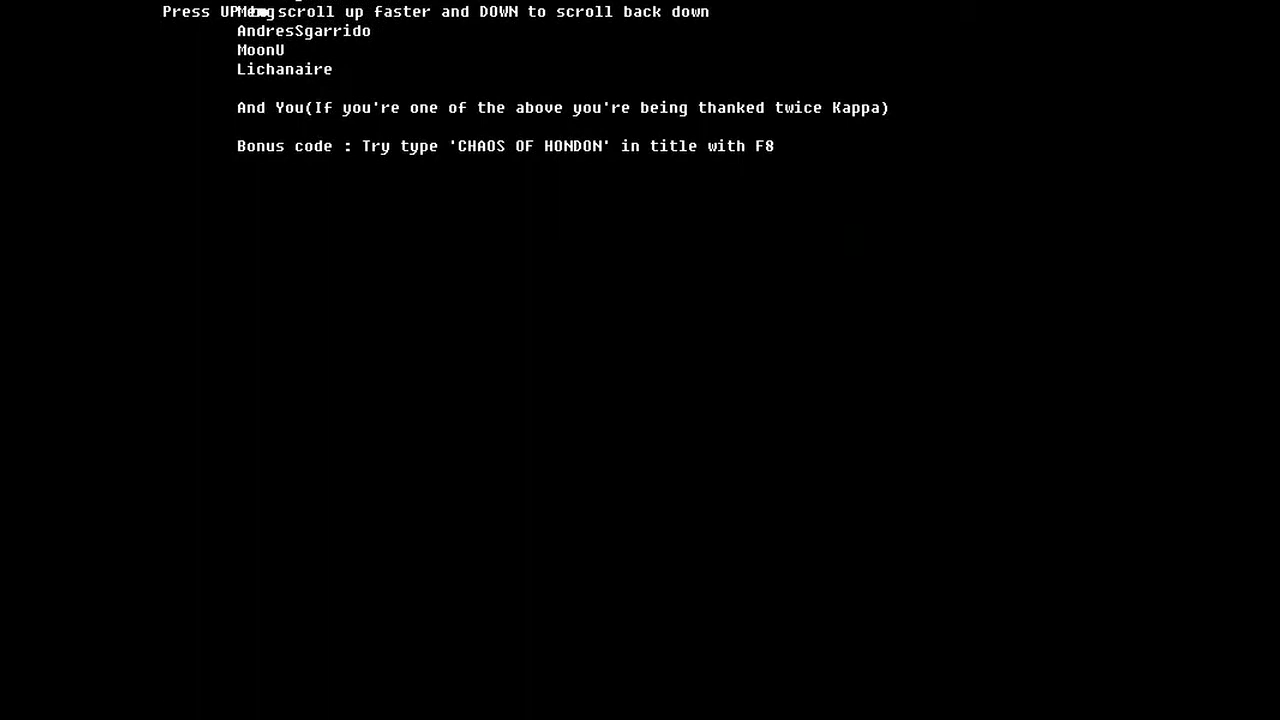 Press UP to scroll up faster and DOWN to scroll back down
AndresSgarrido
MoonU
Lichanaire
And You(If you're one of the above you're being thanked twice Kappa)
Bonus code : Try type 'CHAOS OF HONDON' in title with F8